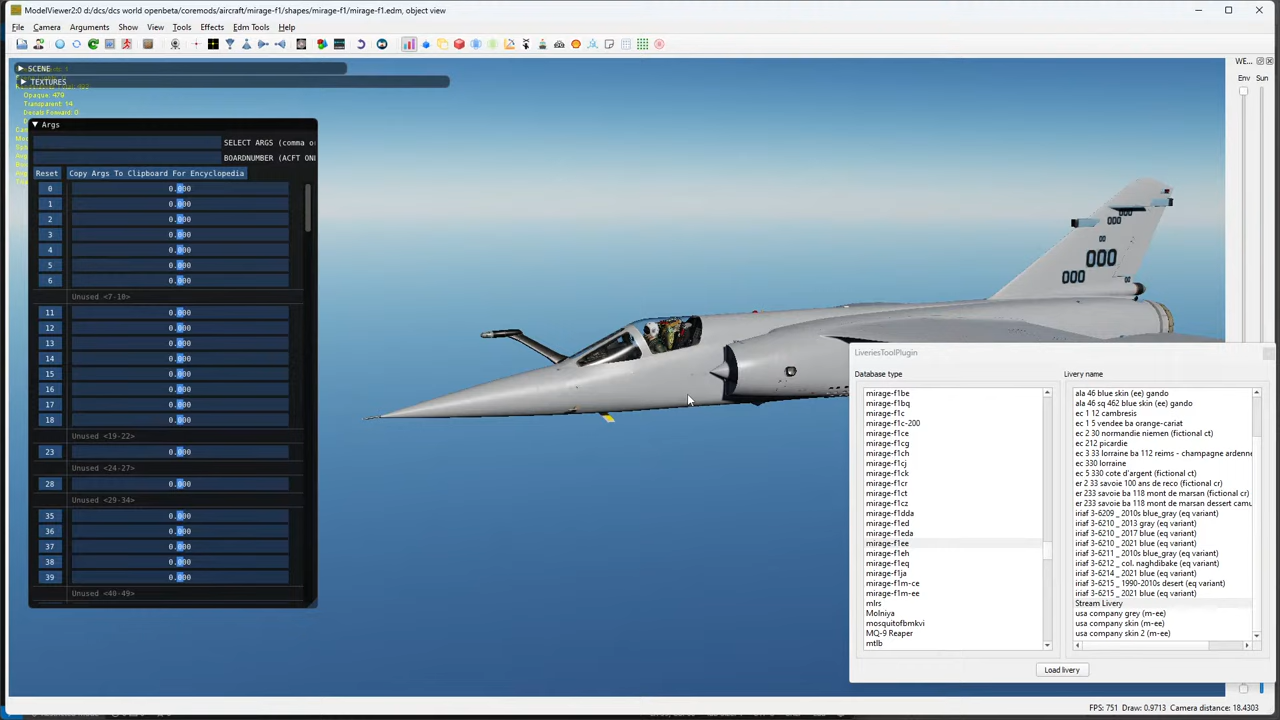 ModelViewer2:0 d:/dcs/dcs openbeta/coremods/aircraft/mirage-f1/shapes/mirage-f1/mirage-f1.edm, object view
File Camera Arguments Show View Tools Effects Edm Tools Help
SCENE
TEXTURES
Opaque: 479
Transparent: 14
Decals Forward: 0
Args
SELECT ARGS (comma o
BOARDNUMBER (ACFT ONL
Reset Copy Args To Clipboard For Encyclopedia
0 0.000
1 0.000
2 0.000
3 0.000
4 0.000
5 0.000
6 0.000
Unused <7-10>
11 0.000
12 0.000
13 0.000
14 0.000
15 0.000
16 0.000
17 0.000
18 0.000
Unused <19-22>
23 0.000
Unused <24-27>
28 0.000
Unused <29-34>
35 0.000
36 0.000
37 0.000
38 0.000
39 0.000
Unused <40-49>
000
00
000
000
WE...
Env Sun
LiveriesToolPlugin
Database type
mirage-f1be
mirage-f1bq
mirage-f1c
mirage-f1c-200
mirage-f1ce
mirage-f1cg
mirage-f1ch
mirage-f1cj
mirage-f1ck
mirage-f1cr
mirage-f1ct
mirage-f1cz
mirage-f1dda
mirage-f1ed
mirage-f1eda
mirage-f1ee
mirage-f1eh
mirage-f1eq
mirage-f1ja
mirage-f1m-ce
mirage-f1m-ee
mlrs
Molniya
mosquitofbmkvi
MQ-9 Reaper
mtlb
Livery name
ala 46 blue skin (ee) gando
ala 46 sq 462 blue skin (ee) gando
ec 1 12 cambresis
ec 1 5 vendee ba orange-cariat
ec 2 30 normandie niemen (fictional ct)
ec 212 picardie
ec 3 33 lorraine ba 112 reims - champagne ardenne
ec 330 lorraine
ec 5 330 cote d'argent (fictional ct)
er 2 33 savoie 100 ans de reco (fictional cr)
er 233 savoie ba 118 mont de marsan (fictional cr)
er 233 savoie ba 118 mont de marsan dessert camu
iriaf 3-6209 _ 2010s blue_gray (eq variant)
iriaf 3-6210 _ 2013 gray (eq variant)
iriaf 3-6210 _ 2017 blue (eq variant)
iriaf 3-6210 _ 2021 blue (eq variant)
iriaf 3-6211 _ 2010s blue_gray (eq variant)
iriaf 3-6212 _ col. naghdibake (eq variant)
iriaf 3-6214 _ 2021 blue (eq variant)
iriaf 3-6215 _ 1990-2010s desert (eq variant)
iriaf 3-6215 _ 2021 blue (eq variant)
Stream Livery
usa company grey (m-ee)
usa company skin (m-ee)
usa company skin 2 (m-ee)
Load livery
FPS: 751 Draw: 0.9713 Camera distance: 18.4303